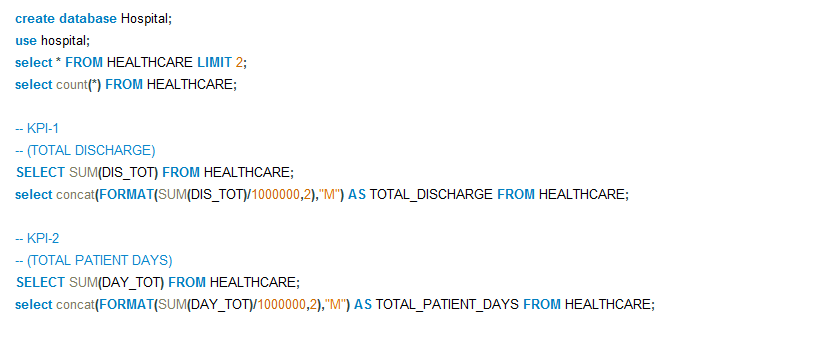 create database Hospital;
use hospital;
select * FROM HEALTHCARE LIMIT 2;
select count(*) FROM HEALTHCARE;
-- KPI-1
-- (TOTAL DISCHARGE)
SELECT SUM(DIS_TOT) FROM HEALTHCARE;
select concat(FORMAT(SUM(DIS_TOT)/1000000,2),"M") AS TOTAL_DISCHARGE FROM HEALTHCARE;
-- KPI-2
-- (TOTAL PATIENT DAYS)
SELECT SUM(DAY_TOT) FROM HEALTHCARE;
select concat(FORMAT(SUM(DAY_TOT)/1000000,2),"M") AS TOTAL_PATIENT_DAYS FROM HEALTHCARE;